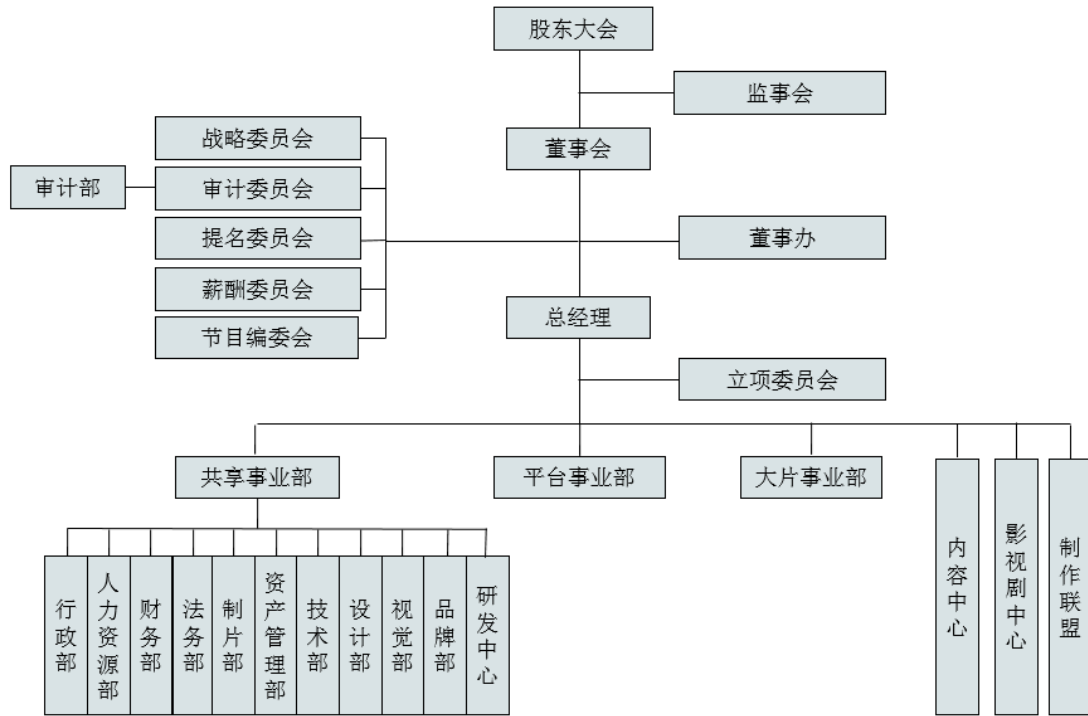 股东大会
监事会
战略委员会
董事会
审计部
审计委员会
提名委员会
董事办
薪酬委员会
总经理
节目编委会
立项委员会
共享事业部
平台事业部
大片事业部
内容中心
影视剧中心
制作联盟
行政部
人力资源部
财务部
法务部
制片部
资产管理部
技术部
设计部
视觉部
品牌部
研发中心